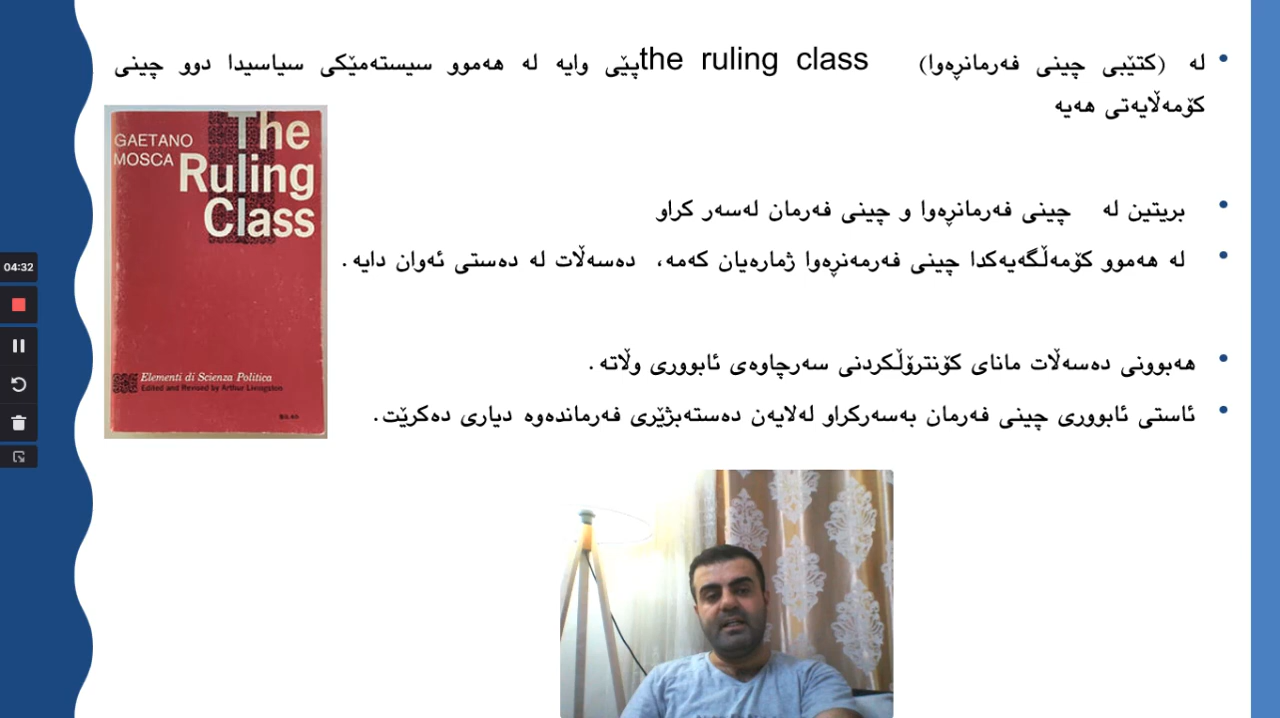 له (کتێبی چینی فەرمانڕەوا) the ruling class پێی وایە لە هەموو سیستەمێکی سیاسیدا دوو چینی
کۆمەڵایەتی هەیە
GAETANO
MOSCA
The
Ruling
Class
بریتین لە چینی فەرمانڕەوا و چینی فەرمان لەسەر کراو
لە هەموو کۆمەڵگەیەکدا چینی فەرمەنڕەوا ژمارەیان کەمە، دەسەڵات لە دەستی ئەوان دایە .
04:32
هەبوونی دەسەڵات مانای کۆنترۆڵکردنی سەرچاوەی ئابووری وڵاتە .
ئاستی ئابووری چینی فەرمان بەسەرکراو لەلایەن دەستەبژێری فەرماندەوە دیاری دەکرێت .
Elementi di Scienza Politica
Edited and Revised by Arthur Livingston